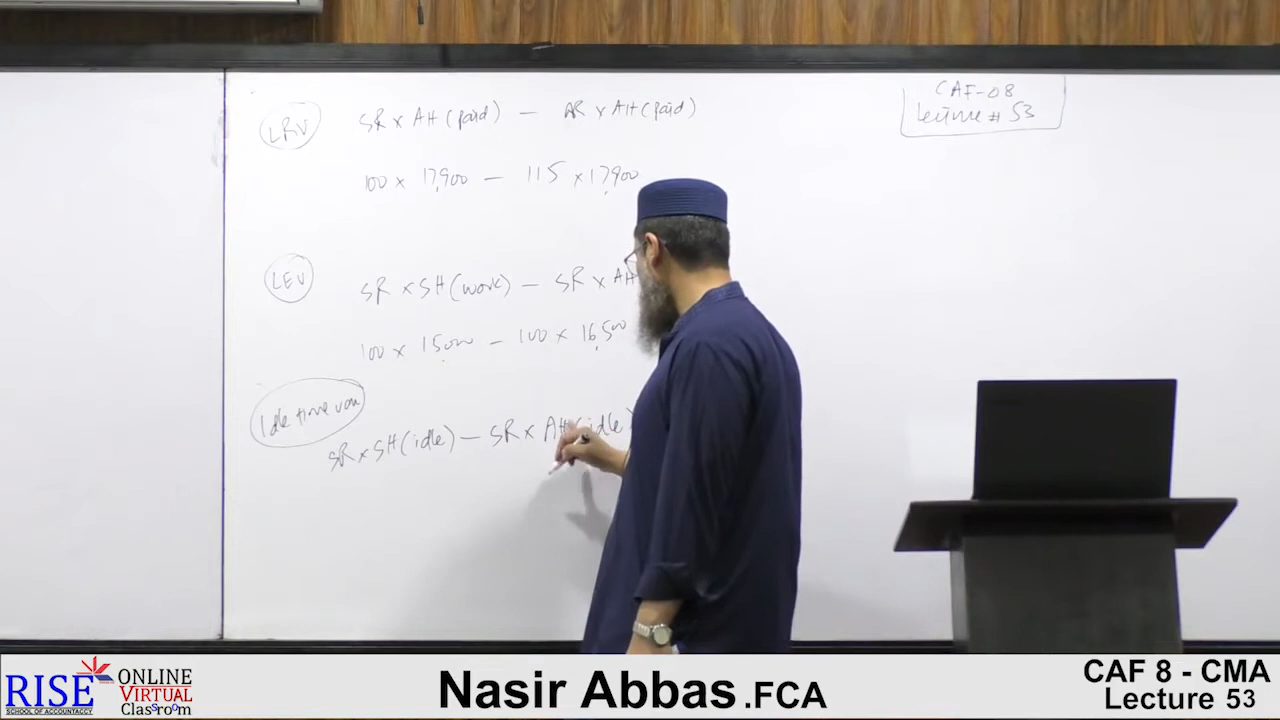 CAF-08
Lecture # 53
LRV
SR x AH (paid) — AR x AH (paid)
100 x 17,900 — 115 x 17,900
LEV
SR x SH (work) — SR x AH
100 x 15,000 — 100 x 16,500
Idle time var
SR x SH (idle) — SR x AH (idle)
RISE
SCHOOL OF ACCOUNTANCY
ONLINE
VIRTUAL
Classroom
Nasir Abbas .FCA
CAF 8 - CMA
Lecture 53